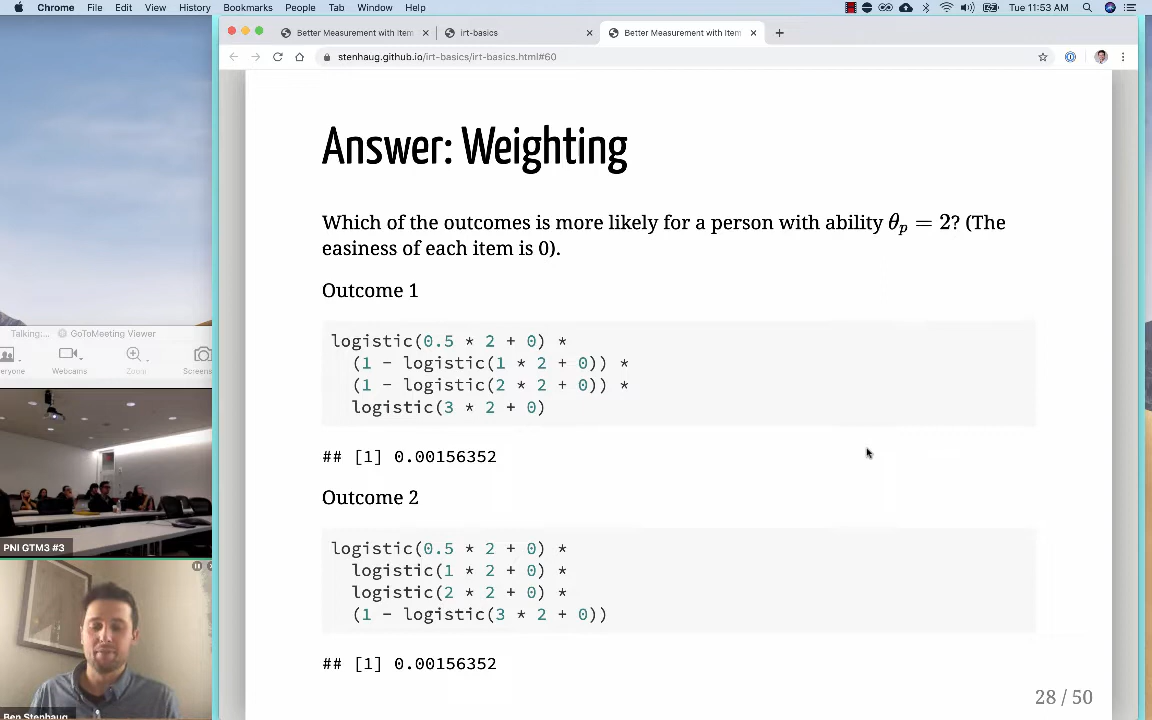 Chrome File Edit View History Bookmarks People Tab Window Help Tue 11:53 AM
Better Measurement with Item irt-basics Better Measurement with Item
stenhaug.github.io/irt-basics/irt-basics.html#60
Answer: Weighting
Which of the outcomes is more likely for a person with ability θp = 2? (The
easiness of each item is 0).
Outcome 1
logistic(0.5 * 2 + 0) *
(1 - logistic(1 * 2 + 0)) *
(1 - logistic(2 * 2 + 0)) *
logistic(3 * 2 + 0)
## [1] 0.00156352
Outcome 2
logistic(0.5 * 2 + 0) *
logistic(1 * 2 + 0) *
logistic(2 * 2 + 0) *
(1 - logistic(3 * 2 + 0))
## [1] 0.00156352
28 / 50
Talking:... GoToMeeting Viewer
eryone Webcams Zoom Screens
PNI GTM3 #3
Ben Stenhaug